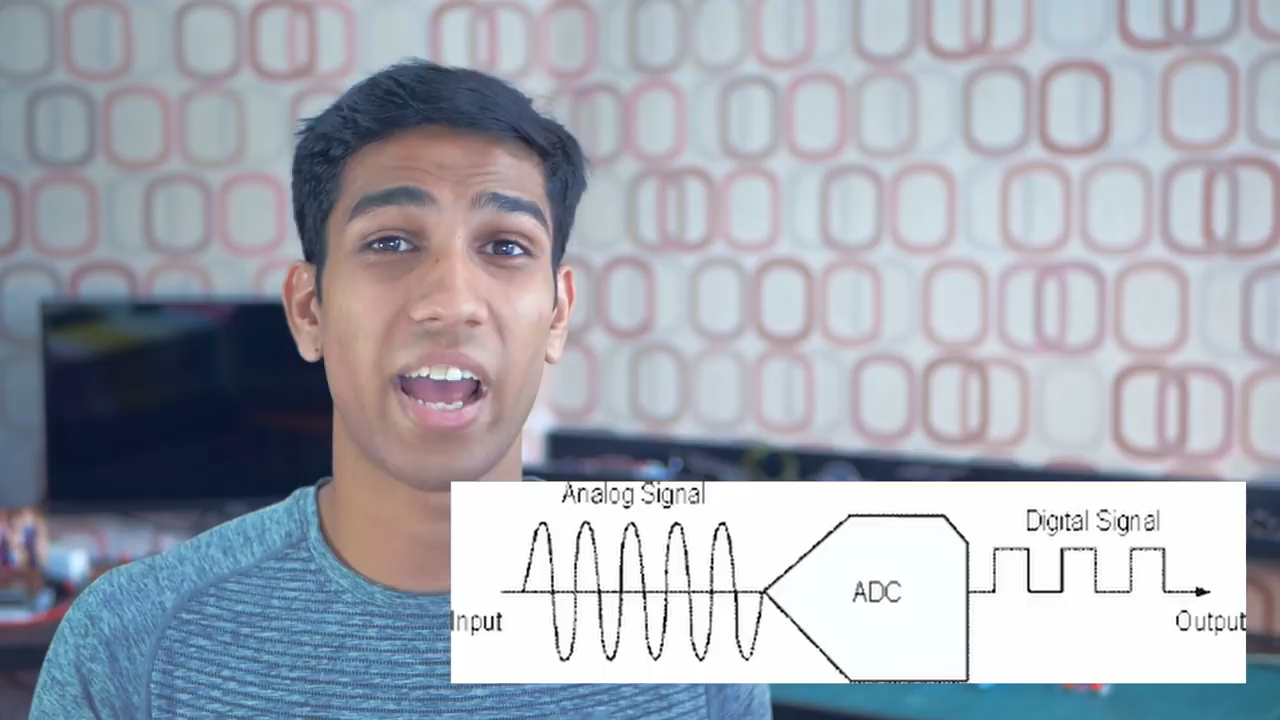 Analog Signal
Digital Signal
ADC
Input
Output